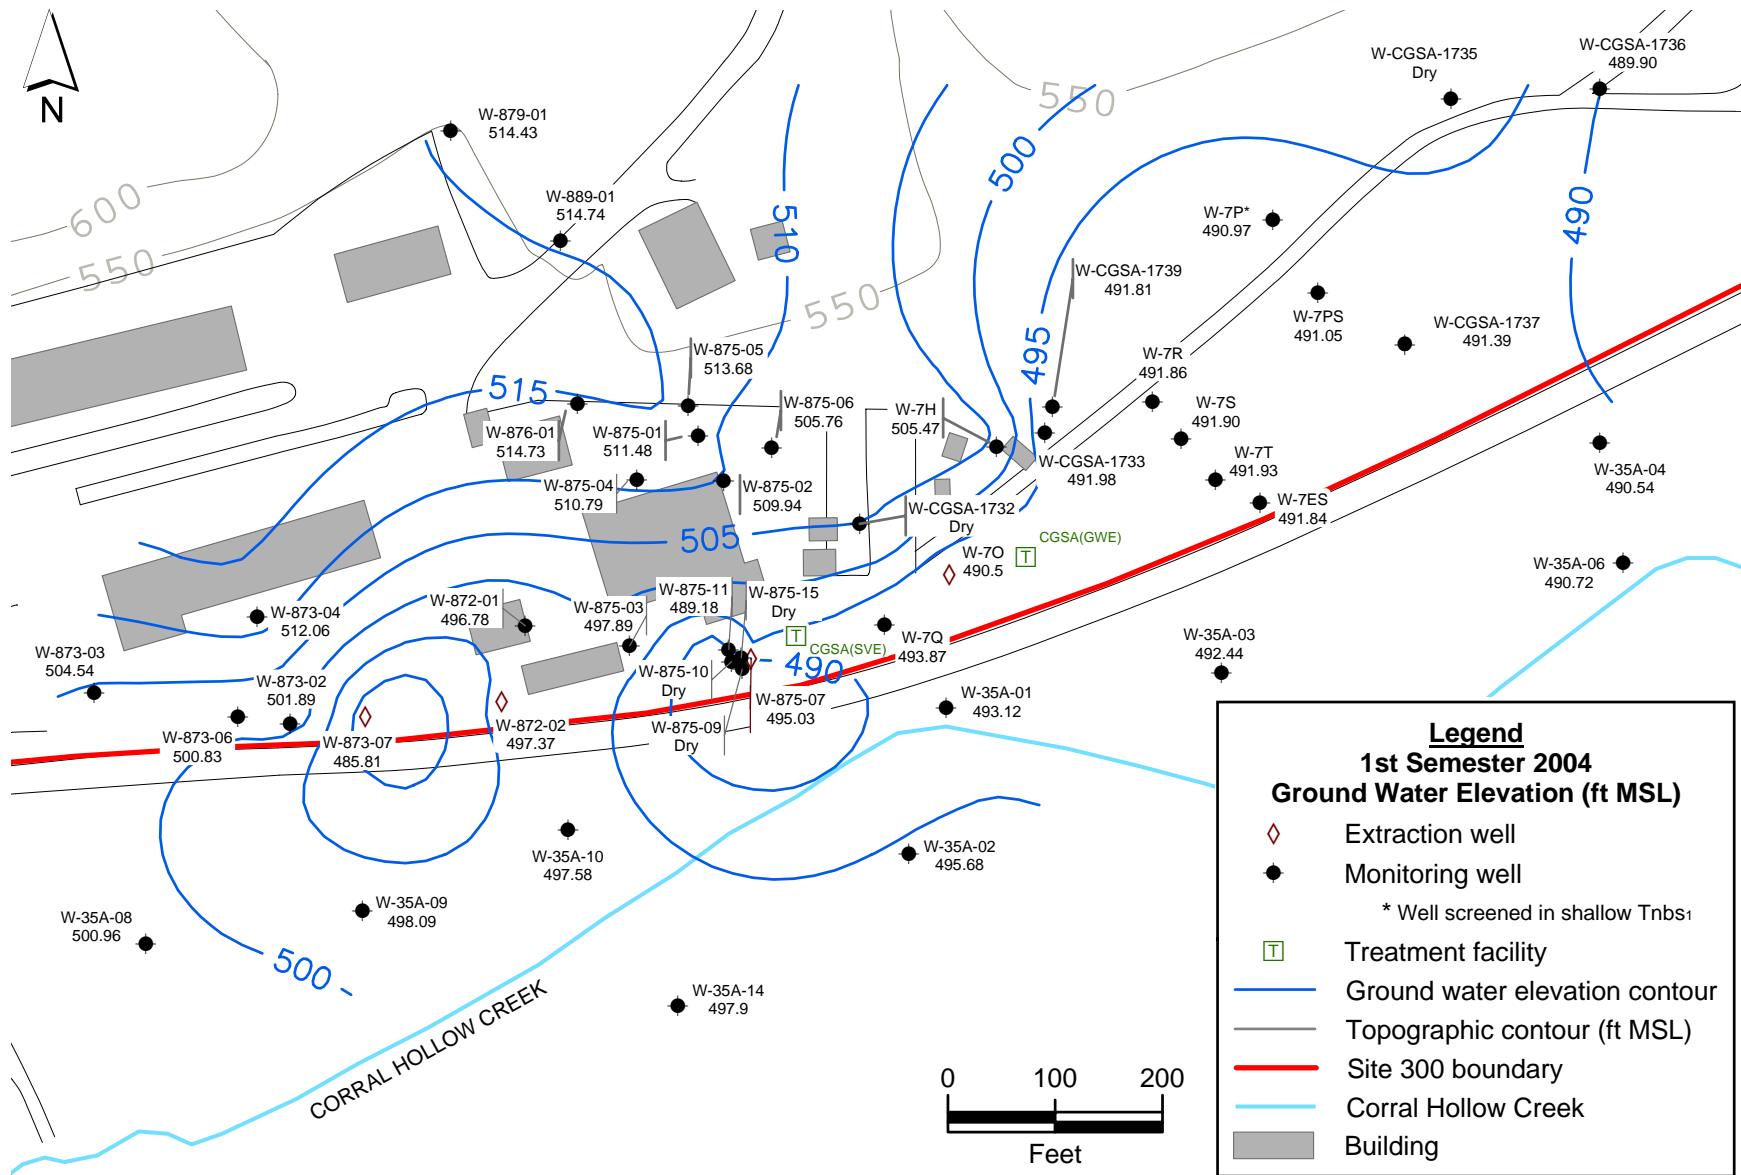 N
W-879-01
514.43
W-889-01
514.74
W-CGSA-1735
Dry
W-CGSA-1736
489.90
550
600
550
550
500
510
490
495
515
505
W-7P*
490.97
W-CGSA-1739
491.81
W-7PS
491.05
W-CGSA-1737
491.39
W-7R
491.86
W-7S
491.90
W-7T
491.93
W-7ES
491.84
W-35A-04
490.54
W-875-05
513.68
W-875-06
505.76
W-7H
505.47
W-876-01
514.73
W-875-01
511.48
W-875-04
510.79
W-875-02
509.94
W-CGSA-1733
491.98
W-CGSA-1732
Dry
CGSA(GWE)
T
W-7O
490.5
W-35A-06
490.72
W-875-11
489.18
W-875-15
Dry
W-872-01
496.78
W-875-03
497.89
W-873-04
512.06
W-873-03
504.54
T
CGSA(SVE)
W-7Q
493.87
W-35A-03
492.44
490
W-873-02
501.89
W-875-10
Dry
W-875-07
495.03
W-35A-01
493.12
W-873-06
500.83
W-873-07
485.81
W-872-02
497.37
W-875-09
Dry
W-35A-10
497.58
W-35A-02
495.68
W-35A-08
500.96
W-35A-09
498.09
500
W-35A-14
497.9
CORRAL HOLLOW CREEK
0 100 200
Feet
Legend
1st Semester 2004
Ground Water Elevation (ft MSL)
Extraction well
Monitoring well
* Well screened in shallow Tnbs1
T Treatment facility
Ground water elevation contour
Topographic contour (ft MSL)
Site 300 boundary
Corral Hollow Creek
Building